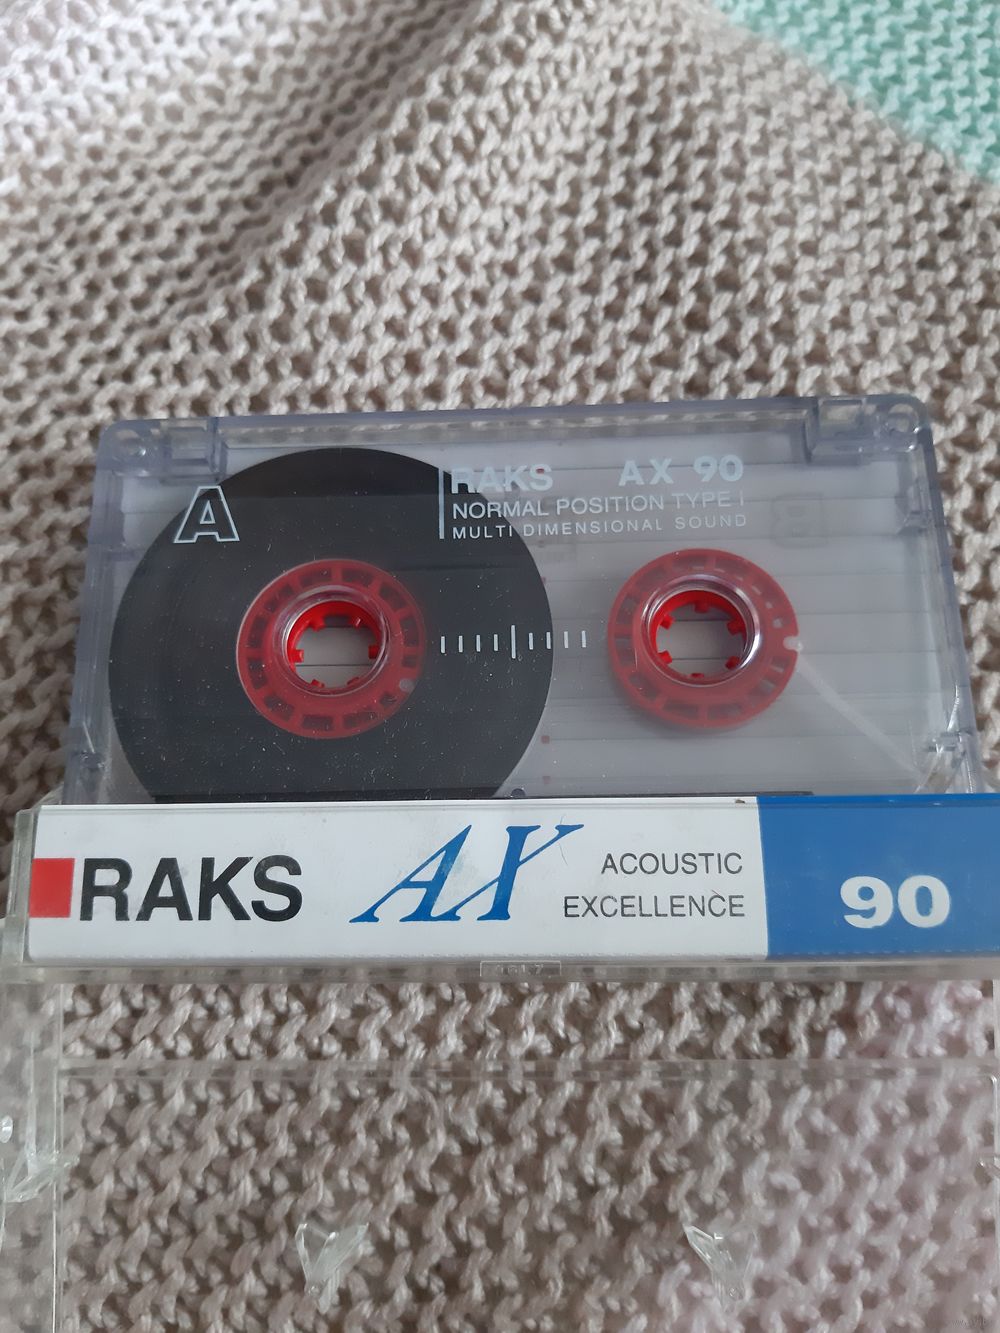 A
RAKS AX 90
NORMAL POSITION TYPE I
MULTI DIMENSIONAL SOUND
B
RAKS AX ACOUSTIC EXCELLENCE 90